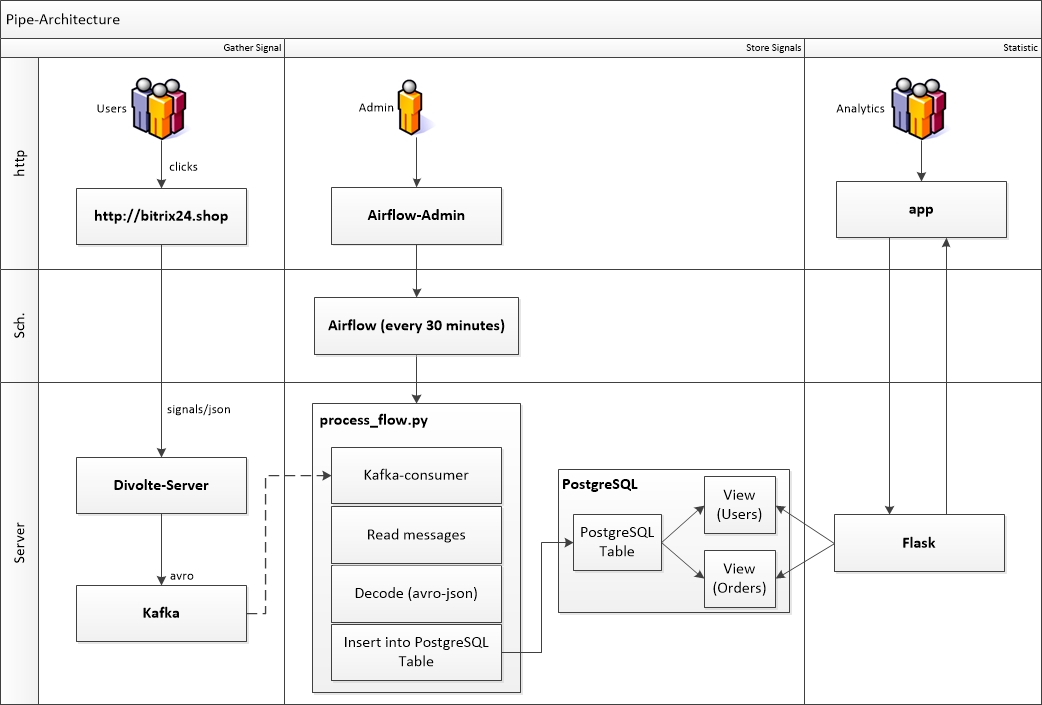 Pipe-Architecture
Gather Signal
Store Signals
Statistic
http
Users
clicks
http://bitrix24.shop
Admin
Airflow-Admin
Analytics
app
Sch.
Airflow (every 30 minutes)
Server
signals/json
Divolte-Server
avro
Kafka
process_flow.py
Kafka-consumer
Read messages
Decode (avro-json)
Insert into PostgreSQL
Table
PostgreSQL
PostgreSQL
Table
View
(Users)
View
(Orders)
Flask